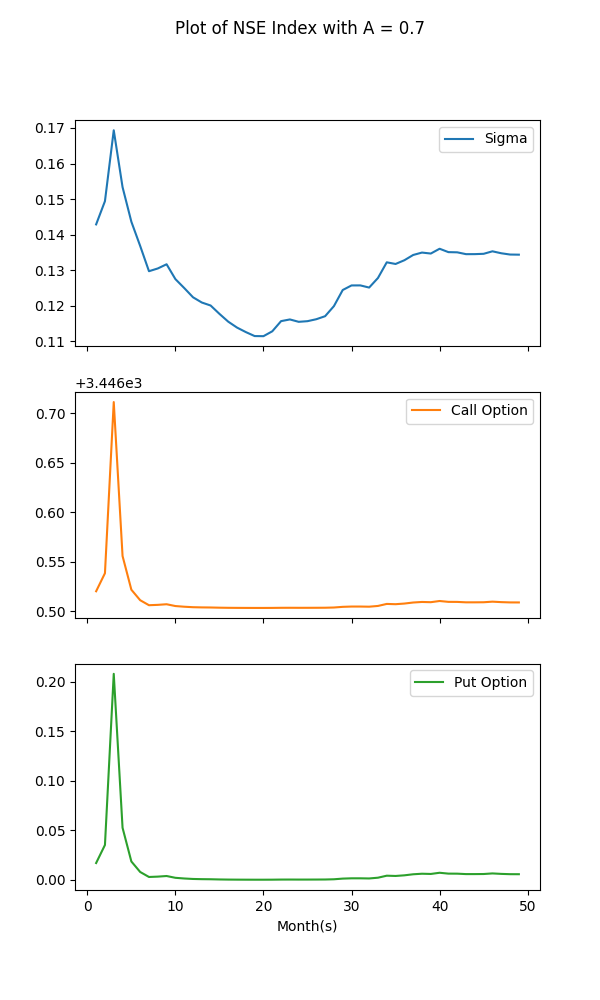 Plot of NSE Index with A = 0.7
0.17
0.16
0.15
0.14
0.13
0.12
0.11
Sigma
+3.446e3
0.70
0.65
0.60
0.55
0.50
Call Option
0.20
0.15
0.10
0.05
0.00
Put Option
0 10 20 30 40 50
Month(s)